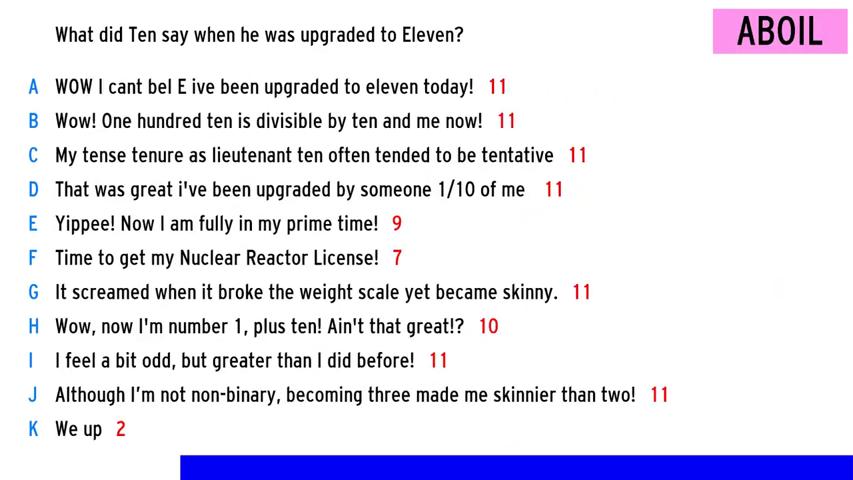 What did Ten say when he was upgraded to Eleven?
ABOIL
A WOW I cant bel E ive been upgraded to eleven today! 11
B Wow! One hundred ten is divisible by ten and me now! 11
C My tense tenure as lieutenant ten often tended to be tentative 11
D That was great i've been upgraded by someone 1/10 of me 11
E Yippee! Now I am fully in my prime time! 9
F Time to get my Nuclear Reactor License! 7
G It screamed when it broke the weight scale yet became skinny. 11
H Wow, now I'm number 1, plus ten! Ain't that great!? 10
I I feel a bit odd, but greater than I did before! 11
J Although I'm not non-binary, becoming three made me skinnier than two! 11
K We up 2